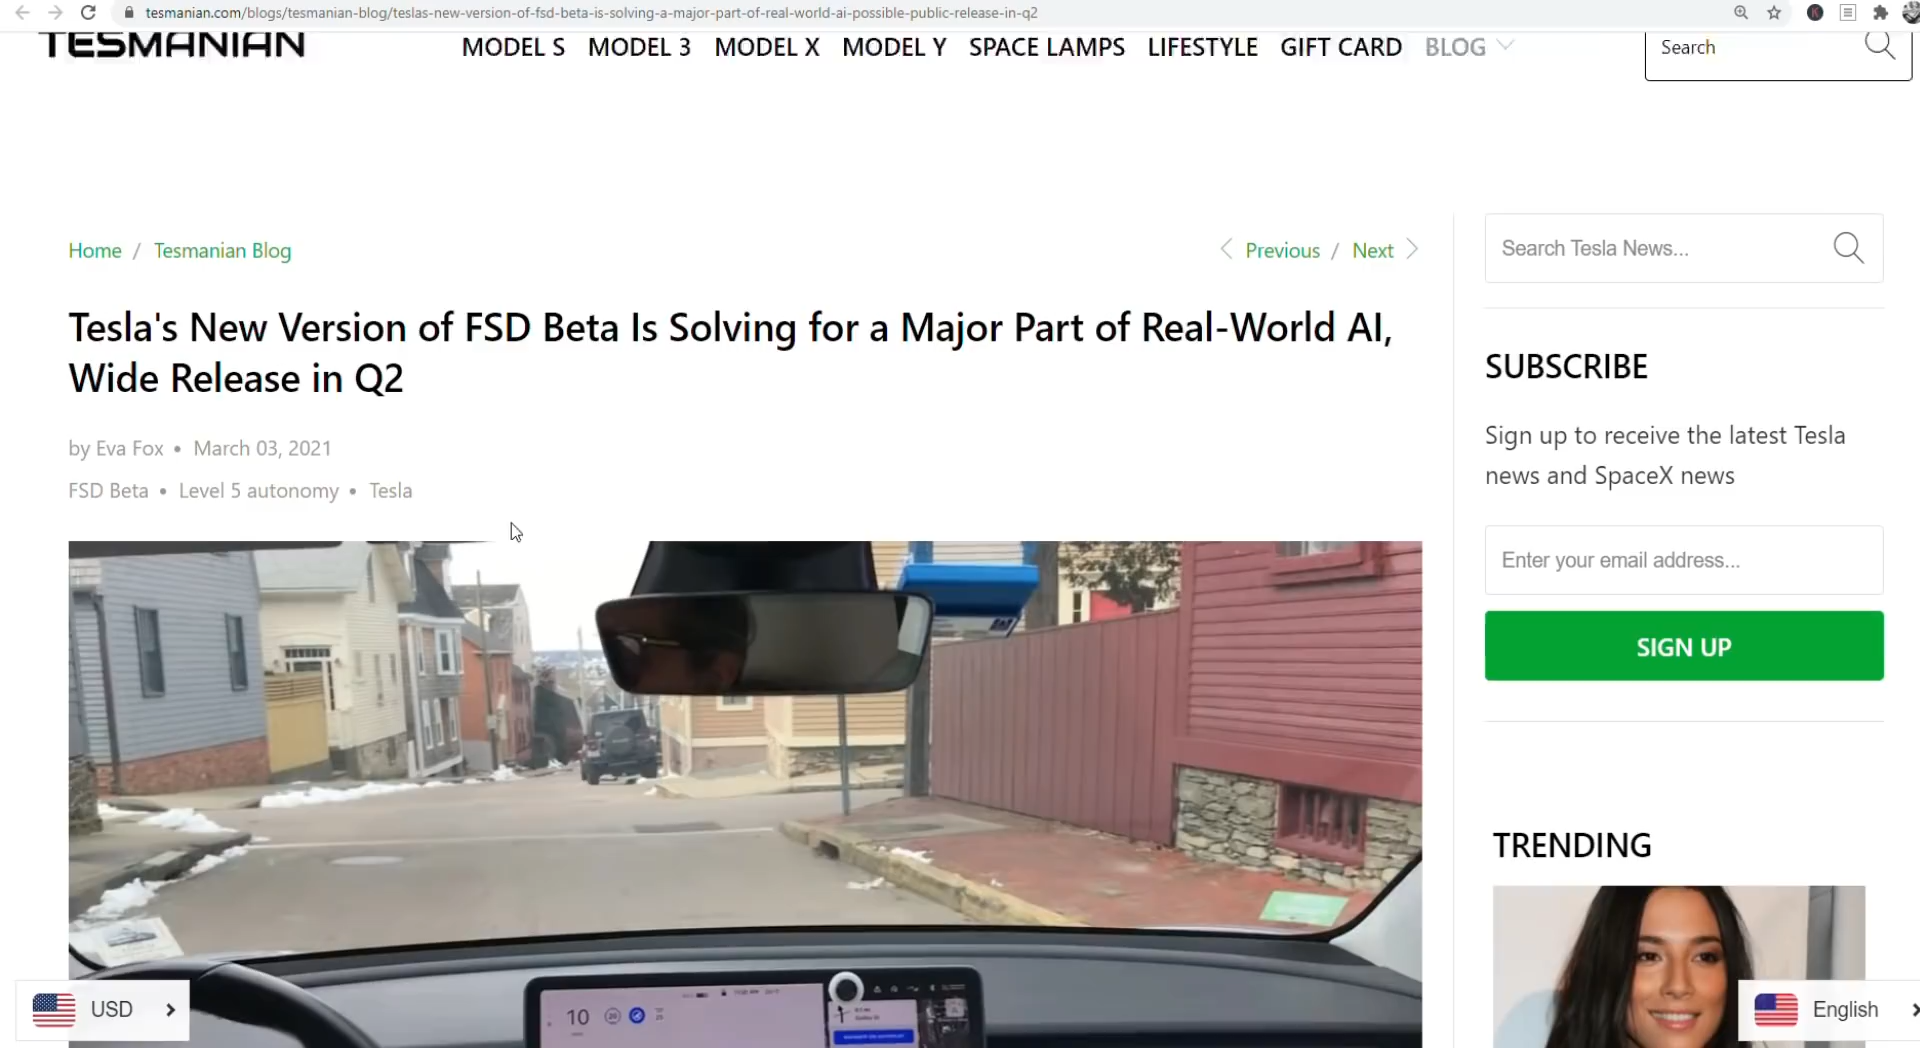 tesmanian.com/blogs/tesmanian-blog/teslas-new-version-of-fsd-beta-is-solving-a-major-part-of-real-world-ai-possible-public-release-in-q2
TESMANIAN
MODEL S MODEL 3 MODEL X MODEL Y SPACE LAMPS LIFESTYLE GIFT CARD BLOG
Search
Home / Tesmanian Blog
Previous / Next
Search Tesla News...
Tesla's New Version of FSD Beta Is Solving for a Major Part of Real-World AI,
Wide Release in Q2
by Eva Fox • March 03, 2021
FSD Beta • Level 5 autonomy • Tesla
SUBSCRIBE
Sign up to receive the latest Tesla
news and SpaceX news
Enter your email address...
SIGN UP
TRENDING
10
USD
English